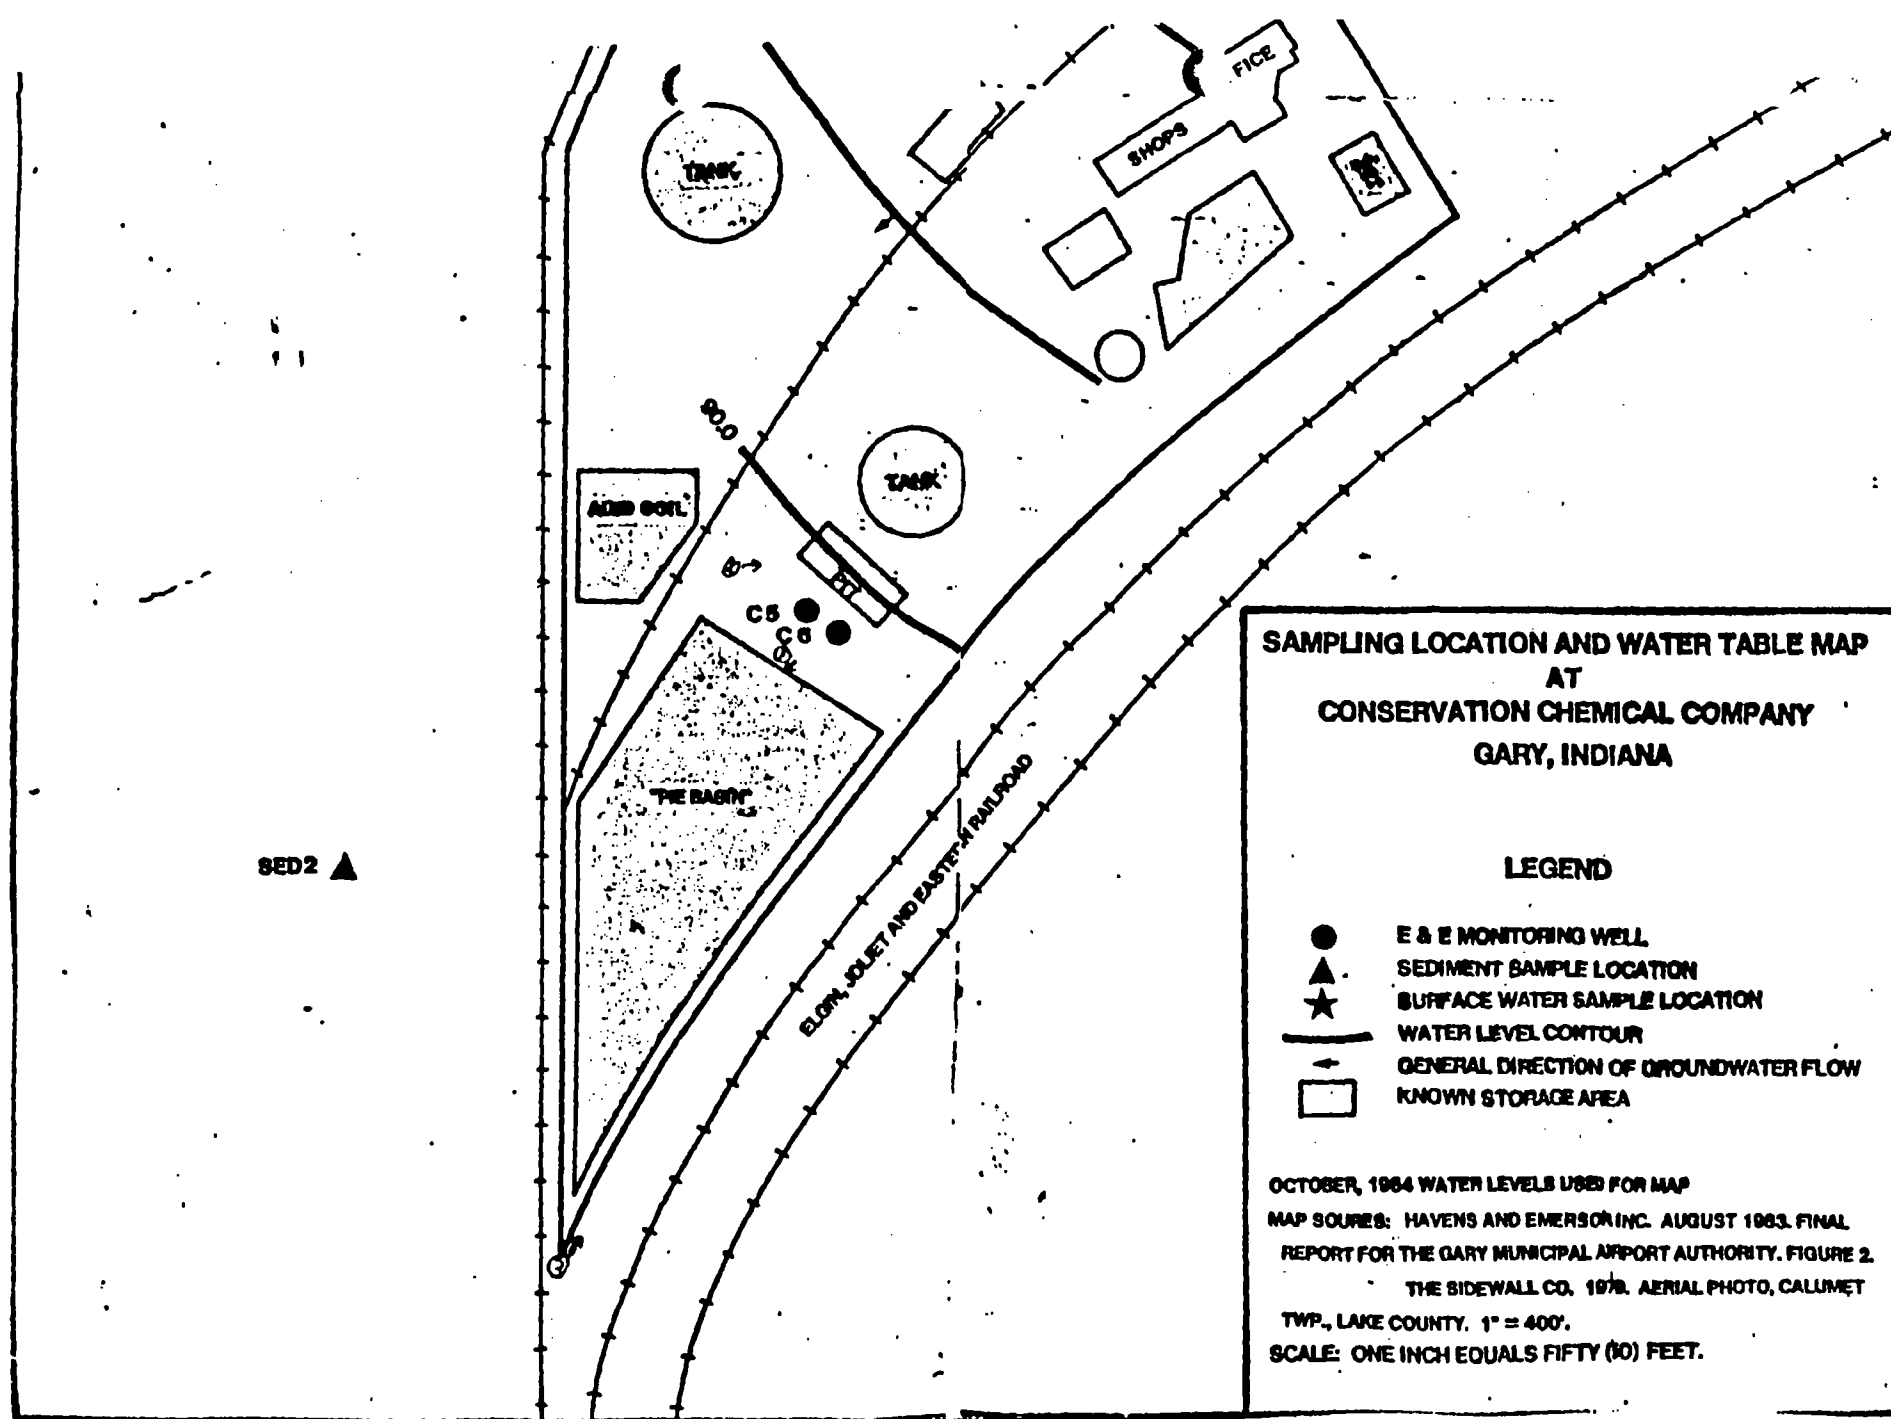 FICE
SHOPS
TANK
90.0
TANK
ACID SOIL
C5
C6
"PIE BASIN"
SED2
ELGIN, JOLIET AND EASTERN RAILROAD
SAMPLING LOCATION AND WATER TABLE MAP
AT
CONSERVATION CHEMICAL COMPANY
GARY, INDIANA
LEGEND
E & E MONITORING WELL
SEDIMENT SAMPLE LOCATION
SURFACE WATER SAMPLE LOCATION
WATER LEVEL CONTOUR
GENERAL DIRECTION OF GROUNDWATER FLOW
KNOWN STORAGE AREA
OCTOBER, 1984 WATER LEVELS USED FOR MAP
MAP SOURES: HAVENS AND EMERSON INC. AUGUST 1983. FINAL
REPORT FOR THE GARY MUNICIPAL AIRPORT AUTHORITY. FIGURE 2.
THE SIDEWALL CO. 1979. AERIAL PHOTO, CALUMET
TWP., LAKE COUNTY. 1" = 400'.
SCALE: ONE INCH EQUALS FIFTY (50) FEET.